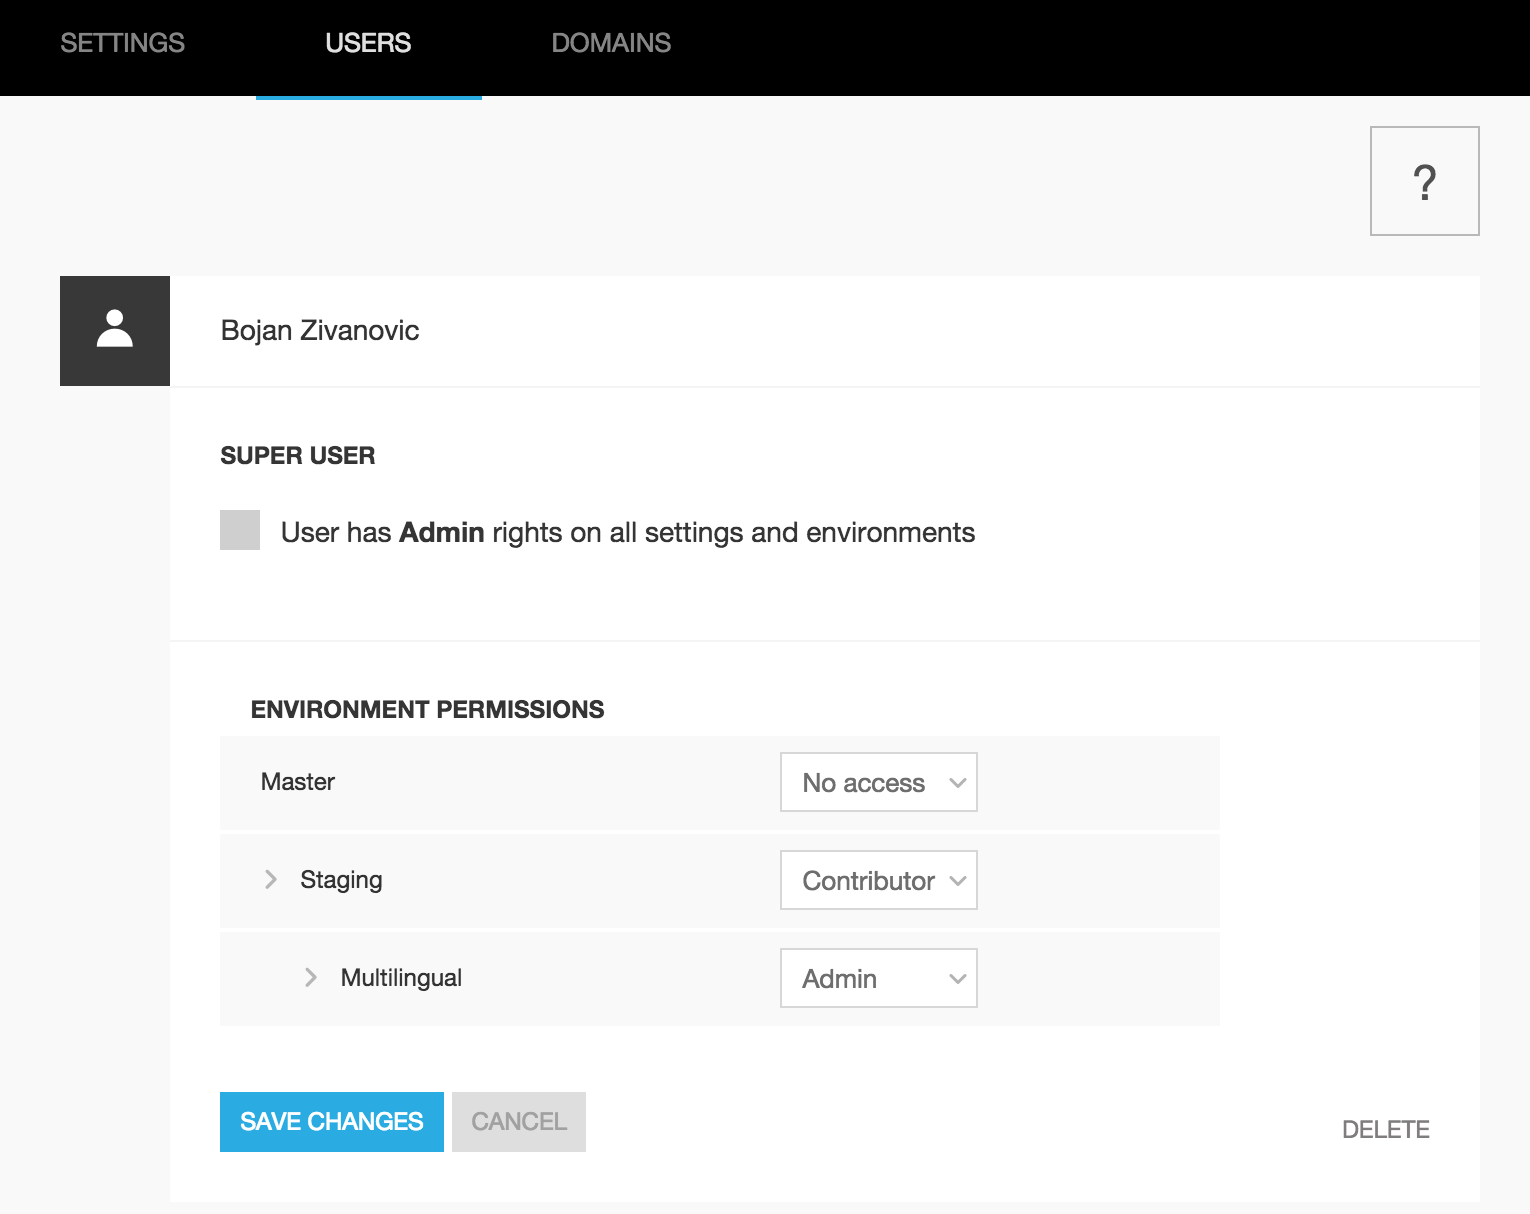 SETTINGS USERS DOMAINS
?
Bojan Zivanovic
SUPER USER
User has Admin rights on all settings and environments
ENVIRONMENT PERMISSIONS
Master No access
Staging Contributor
Multilingual Admin
SAVE CHANGES CANCEL DELETE